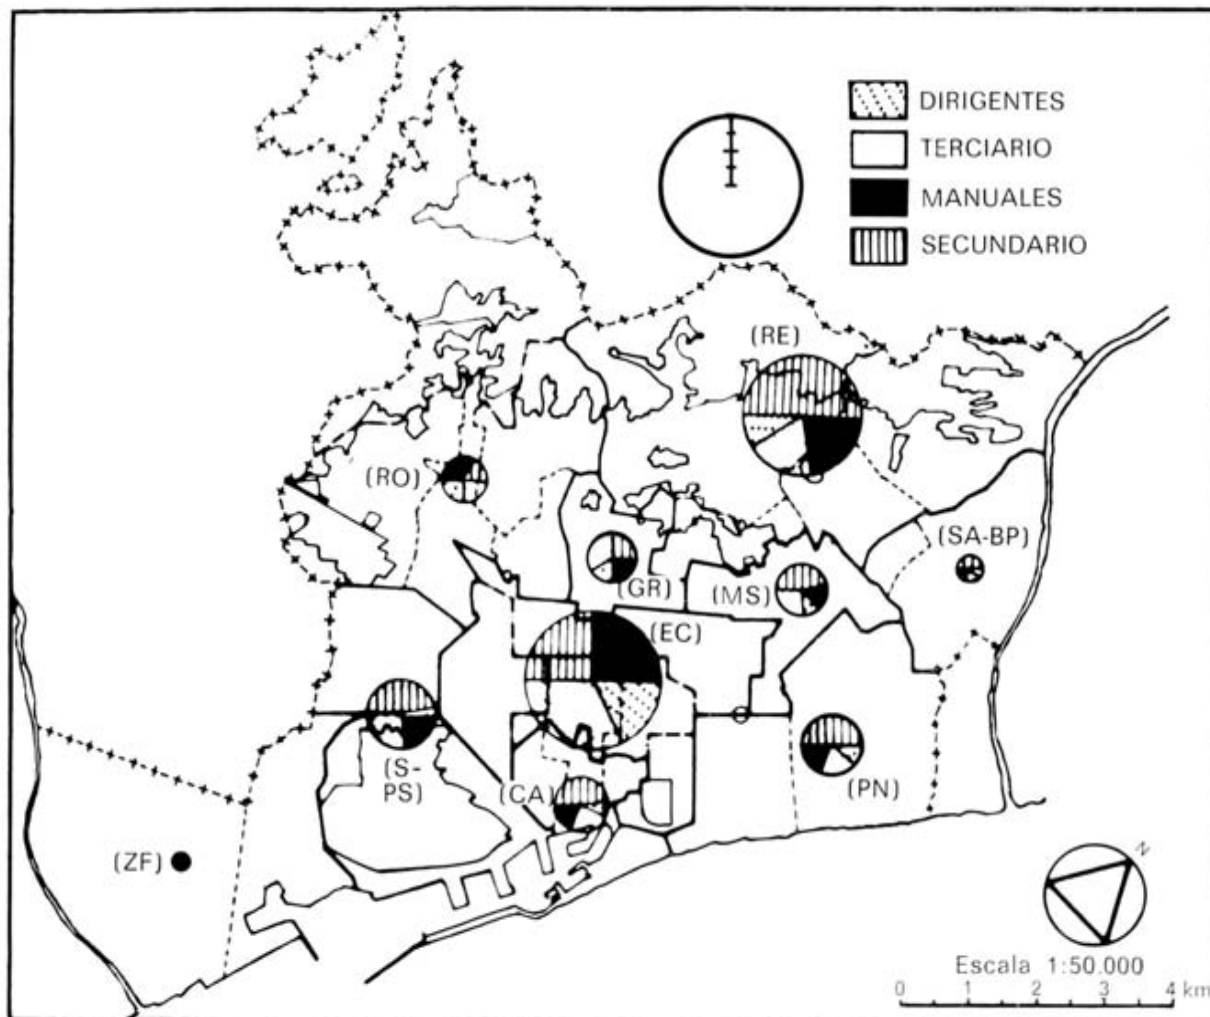 DIRIGENTES
TERCIARIO
MANUALES
SECUNDARIO
(RE)
(RO)
(SA-BP)
(GR)
(MS)
(EC)
(S-
PS)
(CA)
(PN)
(ZF)
N
Escala 1:50.000
0 1 2 3 4 km